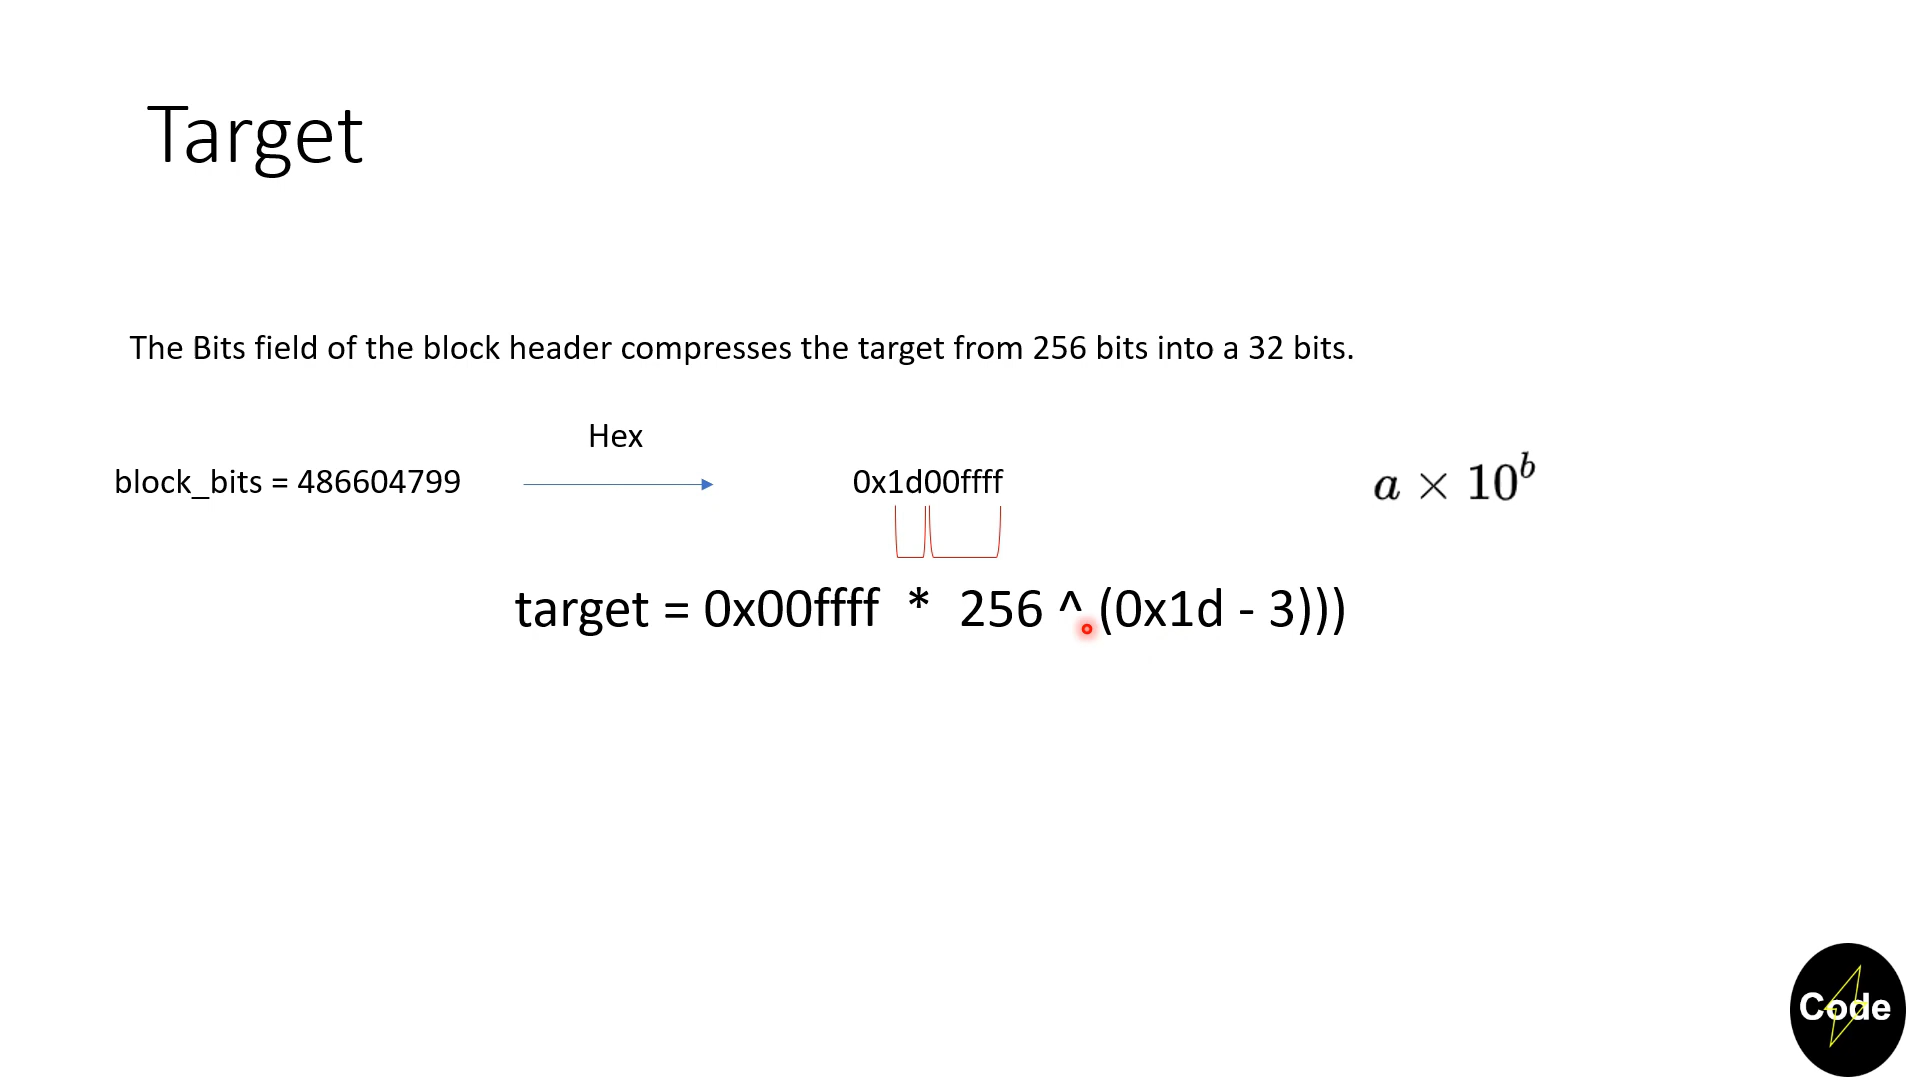 Target
The Bits field of the block header compresses the target from 256 bits into a 32 bits.
Hex
block_bits = 486604799
0x1d00ffff
a × 10^b
target = 0x00ffff * 256 ^ (0x1d - 3)))
Code